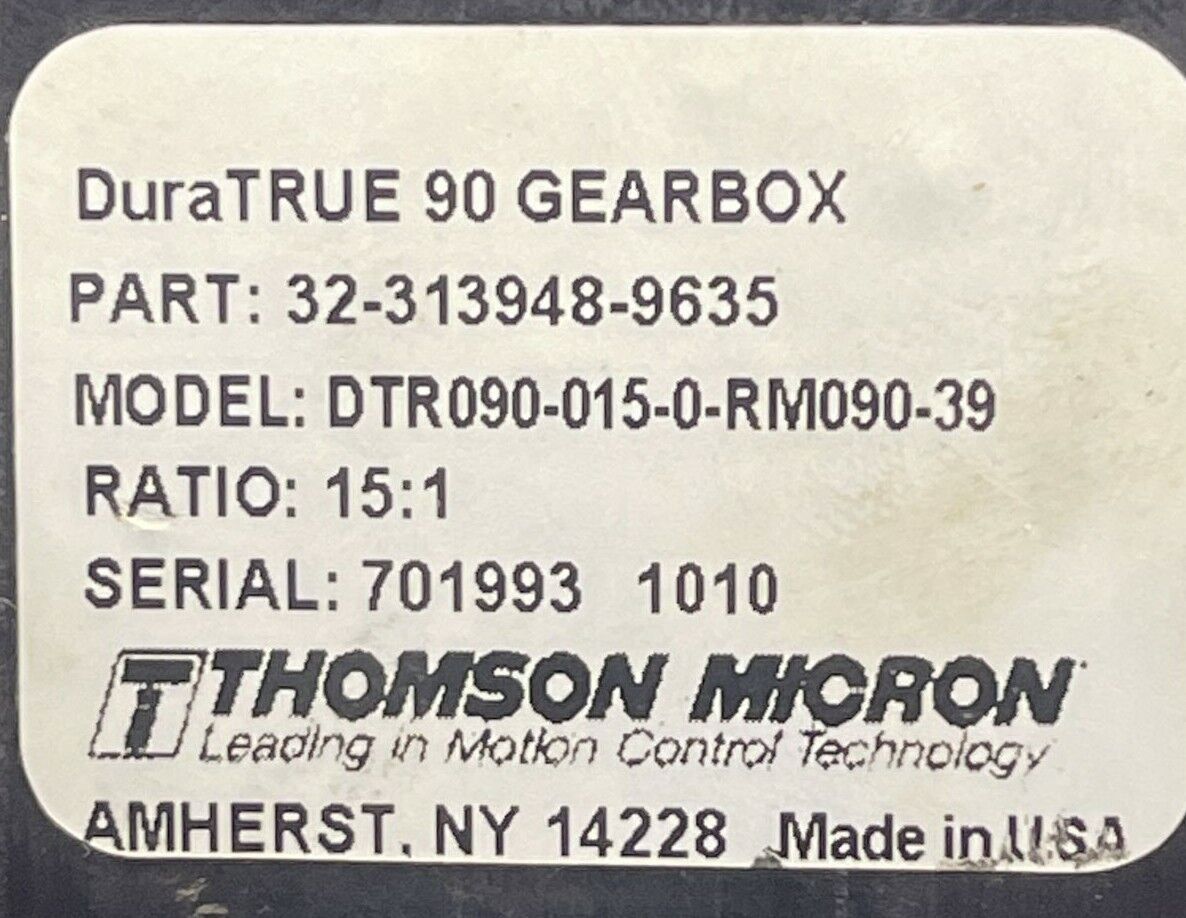 DuraTRUE 90 GEARBOX
PART: 32-313948-9635
MODEL: DTR090-015-0-RM090-39
RATIO: 15:1
SERIAL: 701993 1010
T THOMSON MICRON
Leading in Motion Control Technology
AMHERST, NY 14228 Made in USA